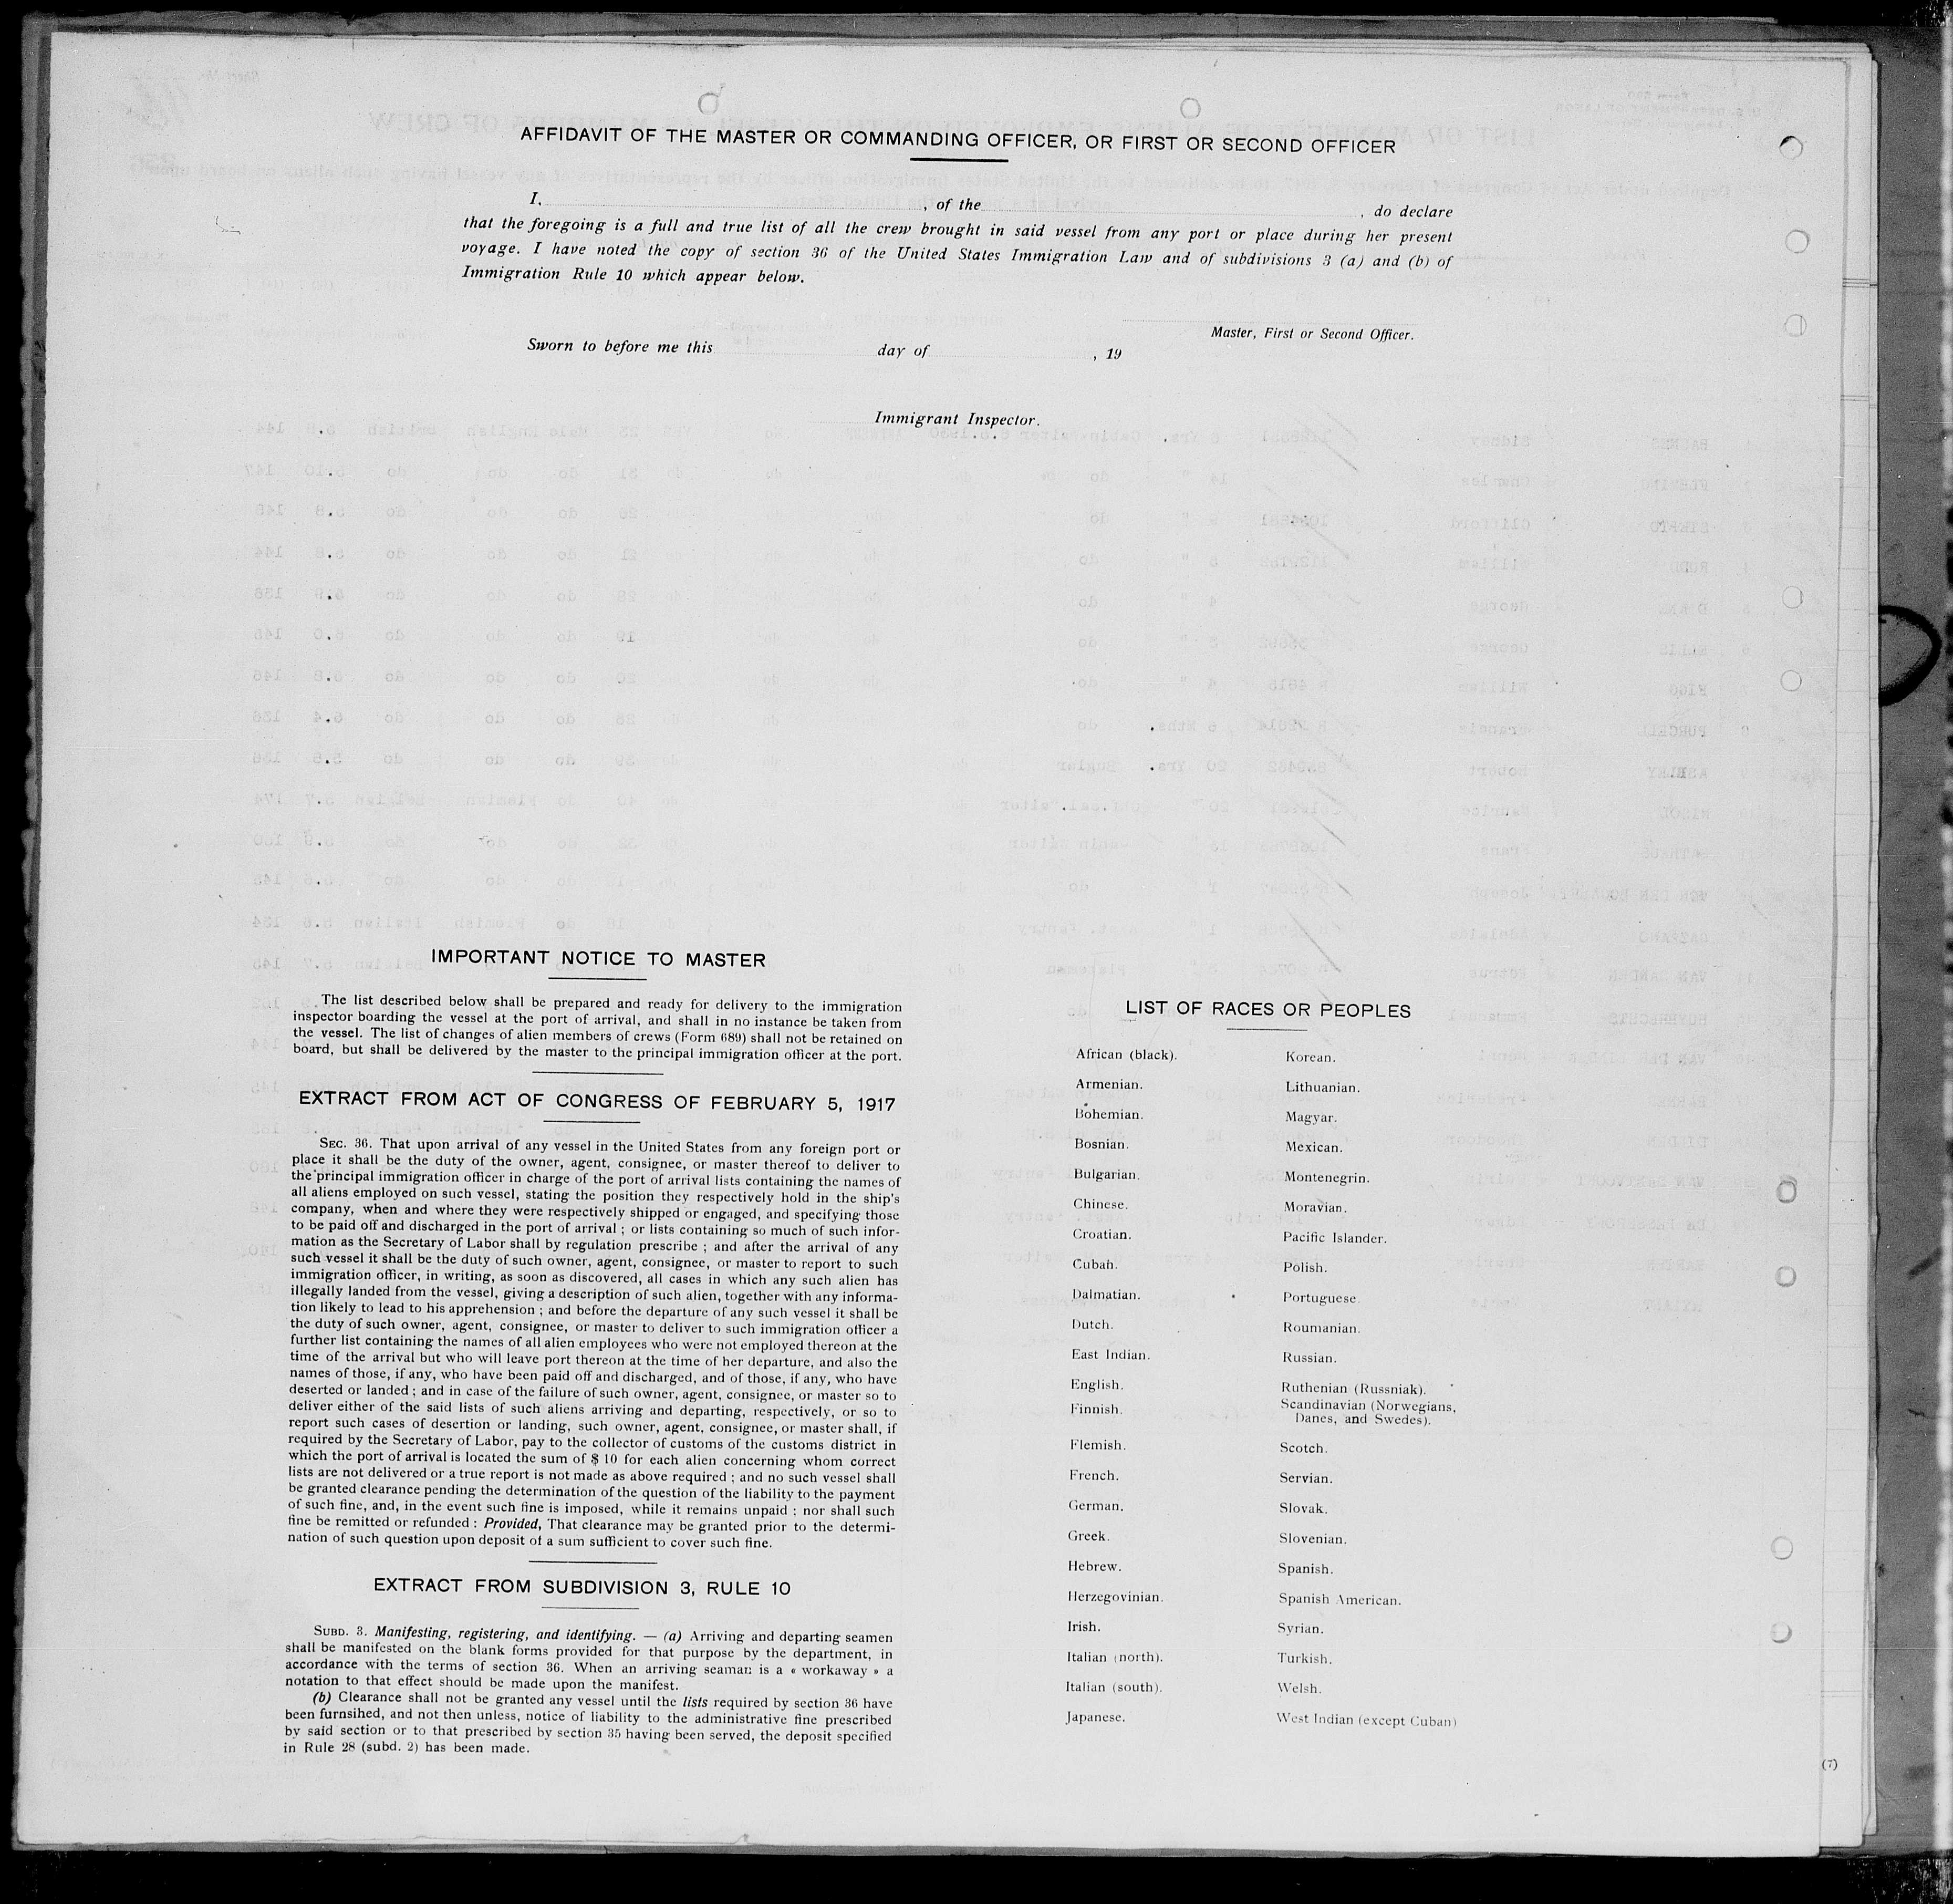 AFFIDAVIT OF THE MASTER OR COMMANDING OFFICER, OR FIRST OR SECOND OFFICER
I, , of the , do declare
that the foregoing is a full and true list of all the crew brought in said vessel from any port or place during her present
voyage. I have noted the copy of section 36 of the United States Immigration Law and of subdivisions 3 (a) and (b) of
Immigration Rule 10 which appear below.
Master, First or Second Officer.
Sworn to before me this day of , 19
Immigrant Inspector.
IMPORTANT NOTICE TO MASTER
The list described below shall be prepared and ready for delivery to the immigration
inspector boarding the vessel at the port of arrival, and shall in no instance be taken from
the vessel. The list of changes of alien members of crews (Form 689) shall not be retained on
board, but shall be delivered by the master to the principal immigration officer at the port.
EXTRACT FROM ACT OF CONGRESS OF FEBRUARY 5, 1917
SEC. 36. That upon arrival of any vessel in the United States from any foreign port or
place it shall be the duty of the owner, agent, consignee, or master thereof to deliver to
the principal immigration officer in charge of the port of arrival lists containing the names of
all aliens employed on such vessel, stating the position they respectively hold in the ship's
company, when and where they were respectively shipped or engaged, and specifying those
to be paid off and discharged in the port of arrival ; or lists containing so much of such infor-
mation as the Secretary of Labor shall by regulation prescribe ; and after the arrival of any
such vessel it shall be the duty of such owner, agent, consignee, or master to report to such
immigration officer, in writing, as soon as discovered, all cases in which any such alien has
illegally landed from the vessel, giving a description of such alien, together with any informa-
tion likely to lead to his apprehension ; and before the departure of any such vessel it shall be
the duty of such owner, agent, consignee, or master to deliver to such immigration officer a
further list containing the names of all alien employees who were not employed thereon at the
time of the arrival but who will leave port thereon at the time of her departure, and also the
names of those, if any, who have been paid off and discharged, and of those, if any, who have
deserted or landed ; and in case of the failure of such owner, agent, consignee, or master so to
deliver either of the said lists of such aliens arriving and departing, respectively, or so to
report such cases of desertion or landing, such owner, agent, consignee, or master shall, if
required by the Secretary of Labor, pay to the collector of customs of the customs district in
which the port of arrival is located the sum of $ 10 for each alien concerning whom correct
lists are not delivered or a true report is not made as above required ; and no such vessel shall
be granted clearance pending the determination of the question of the liability to the payment
of such fine, and, in the event such fine is imposed, while it remains unpaid ; nor shall such
fine be remitted or refunded : Provided, That clearance may be granted prior to the determi-
nation of such question upon deposit of a sum sufficient to cover such fine.
EXTRACT FROM SUBDIVISION 3, RULE 10
SUBD. 3. Manifesting, registering, and identifying. — (a) Arriving and departing seamen
shall be manifested on the blank forms provided for that purpose by the department, in
accordance with the terms of section 36. When an arriving seaman is a « workaway » a
notation to that effect should be made upon the manifest.
(b) Clearance shall not be granted any vessel until the lists required by section 36 have
been furnsihed, and not then unless, notice of liability to the administrative fine prescribed
by said section or to that prescribed by section 35 having been served, the deposit specified
in Rule 28 (subd. 2) has been made.
LIST OF RACES OR PEOPLES
African (black).
Armenian.
Bohemian.
Bosnian.
Bulgarian.
Chinese.
Croatian.
Cuban.
Dalmatian.
Dutch.
East Indian.
English.
Finnish.
Flemish.
French.
German.
Greek.
Hebrew.
Herzegovinian.
Irish.
Italian (north).
Italian (south).
Japanese.
Korean.
Lithuanian.
Magyar.
Mexican.
Montenegrin.
Moravian.
Pacific Islander.
Polish.
Portuguese.
Roumanian.
Russian.
Ruthenian (Russniak).
Scandinavian (Norwegians,
Danes, and Swedes).
Scotch.
Servian.
Slovak.
Slovenian.
Spanish.
Spanish American.
Syrian.
Turkish.
Welsh.
West Indian (except Cuban)
(7)